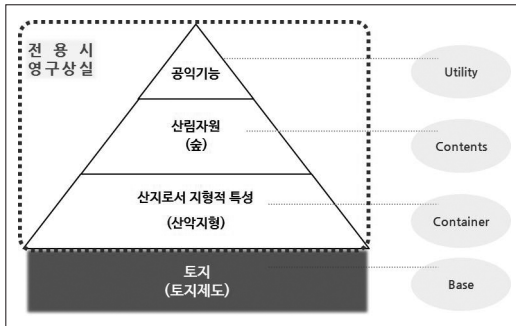 전 용 시
영구상실
공익기능
Utility
산림자원
(숲)
Contents
산지로서 지형적 특성
(산악지형)
Container
토지
(토지제도)
Base